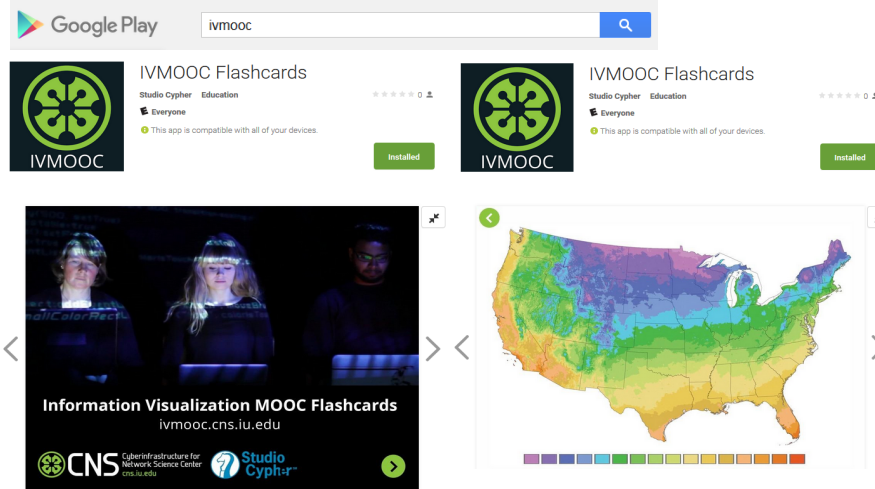 Google Play
ivmooc
IVMOOC Flashcards
Studio Cypher Education
0
Everyone
This app is compatible with all of your devices.
Installed
IVMOOC
IVMOOC Flashcards
Studio Cypher Education
0
Everyone
This app is compatible with all of your devices.
Installed
IVMOOC
Information Visualization MOOC Flashcards
ivmooc.cns.iu.edu
CNS
Cyberinfrastructure for
Network Science Center
cns.iu.edu
Studio
Cypher